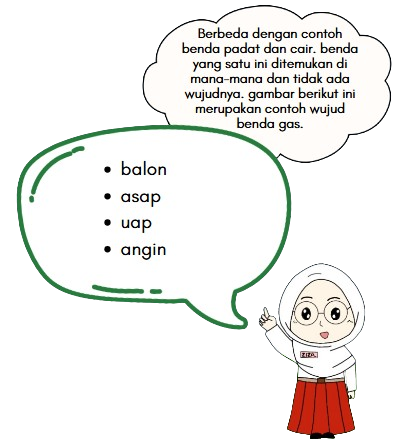 Berbeda dengan contoh
benda padat dan cair. benda
yang satu ini ditemukan di
mana-mana dan tidak ada
wujudnya. gambar berikut ini
merupakan contoh wujud
benda gas.
• balon
• asap
• uap
• angin